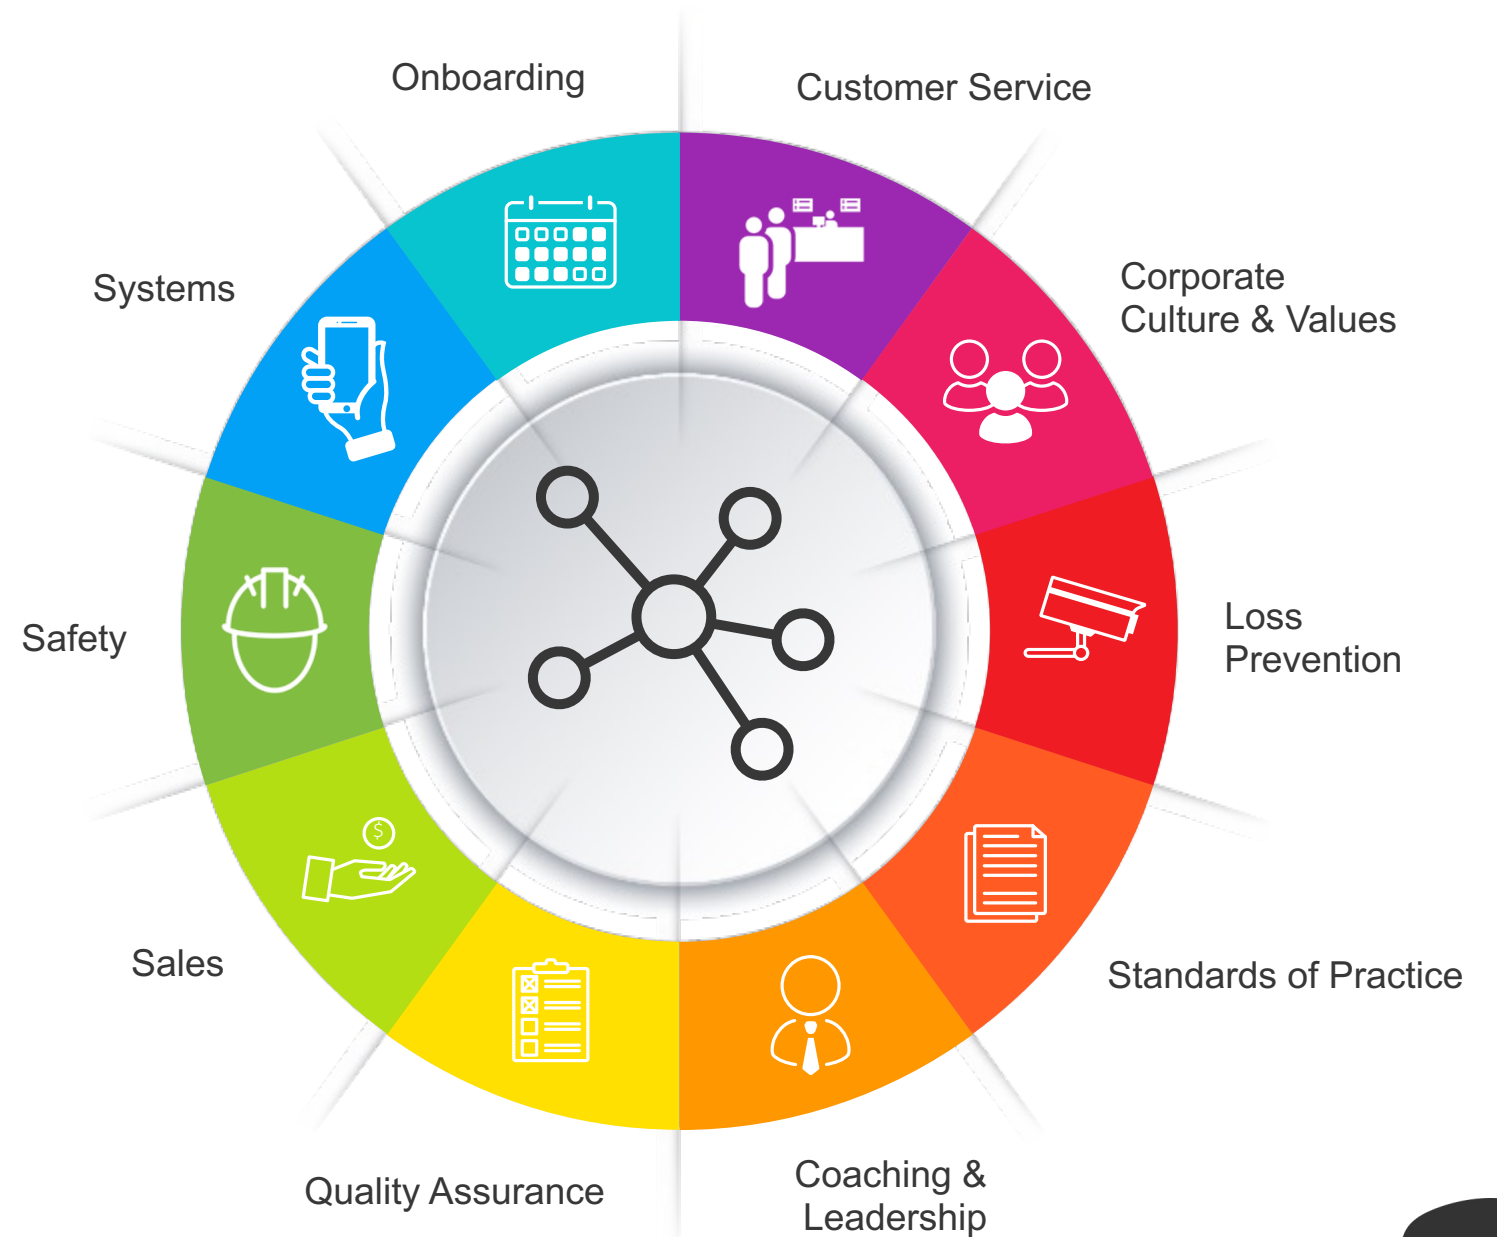 Onboarding
Customer Service
Systems
Corporate
Culture & Values
Safety
Loss
Prevention
$
Sales
Standards of Practice
Quality Assurance
Coaching &
Leadership